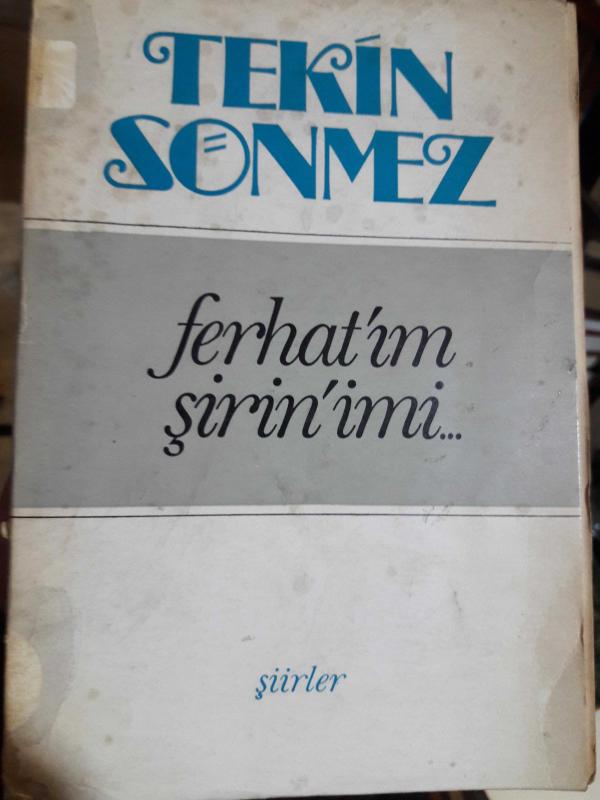 TEKİN
SÖNMEZ
ferhat'ım
şirin'imi...
şiirler